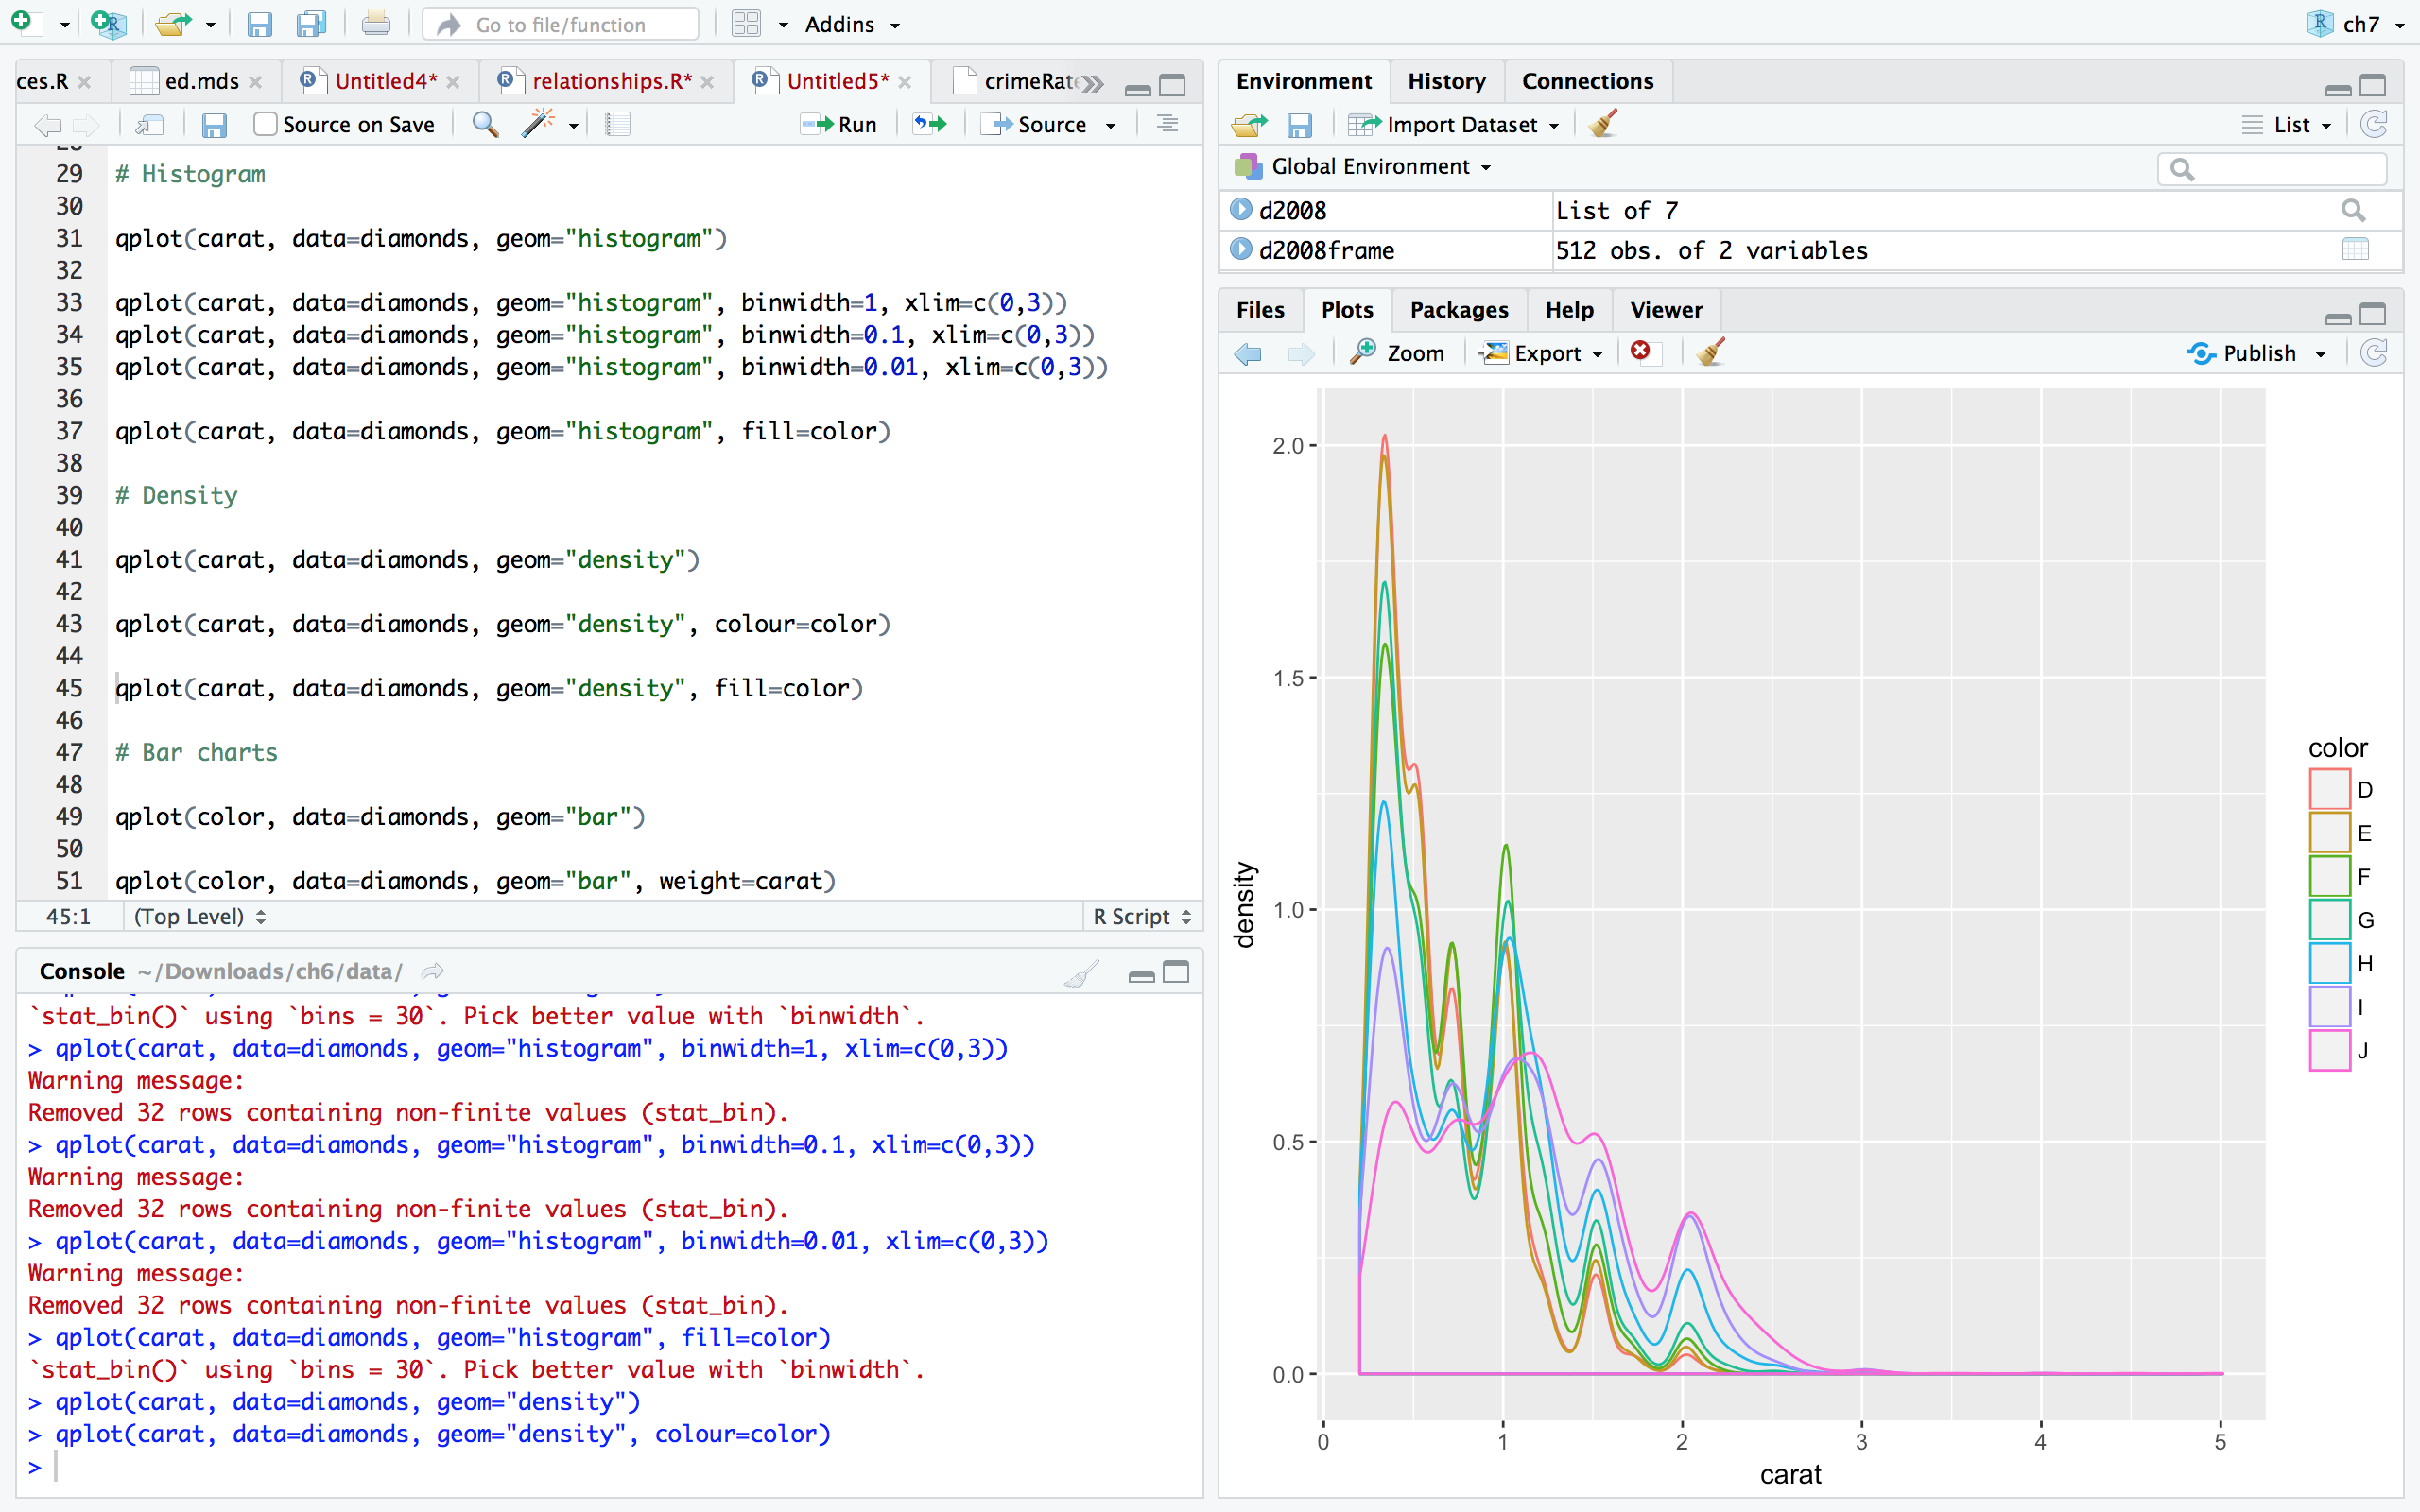 Go to file/function
Addins
ch7
ces.R
ed.mds
Untitled4*
relationships.R*
Untitled5*
crimeRat
Source on Save
Run
Source
29 # Histogram
30
31 qplot(carat, data=diamonds, geom="histogram")
32
33 qplot(carat, data=diamonds, geom="histogram", binwidth=1, xlim=c(0,3))
34 qplot(carat, data=diamonds, geom="histogram", binwidth=0.1, xlim=c(0,3))
35 qplot(carat, data=diamonds, geom="histogram", binwidth=0.01, xlim=c(0,3))
36
37 qplot(carat, data=diamonds, geom="histogram", fill=color)
38
39 # Density
40
41 qplot(carat, data=diamonds, geom="density")
42
43 qplot(carat, data=diamonds, geom="density", colour=color)
44
45 qplot(carat, data=diamonds, geom="density", fill=color)
46
47 # Bar charts
48
49 qplot(color, data=diamonds, geom="bar")
50
51 qplot(color, data=diamonds, geom="bar", weight=carat)
45:1 (Top Level) R Script
Console ~/Downloads/ch6/data/
`stat_bin()` using `bins = 30`. Pick better value with `binwidth`.
> qplot(carat, data=diamonds, geom="histogram", binwidth=1, xlim=c(0,3))
Warning message:
Removed 32 rows containing non-finite values (stat_bin).
> qplot(carat, data=diamonds, geom="histogram", binwidth=0.1, xlim=c(0,3))
Warning message:
Removed 32 rows containing non-finite values (stat_bin).
> qplot(carat, data=diamonds, geom="histogram", binwidth=0.01, xlim=c(0,3))
Warning message:
Removed 32 rows containing non-finite values (stat_bin).
> qplot(carat, data=diamonds, geom="histogram", fill=color)
`stat_bin()` using `bins = 30`. Pick better value with `binwidth`.
> qplot(carat, data=diamonds, geom="density")
> qplot(carat, data=diamonds, geom="density", colour=color)
>
Environment History Connections
Import Dataset
List
Global Environment
d2008 List of 7
d2008frame 512 obs. of 2 variables
Files Plots Packages Help Viewer
Zoom Export Publish
2.0
1.5
1.0
0.5
0.0
density
0 1 2 3 4 5
carat
color
D
E
F
G
H
I
J